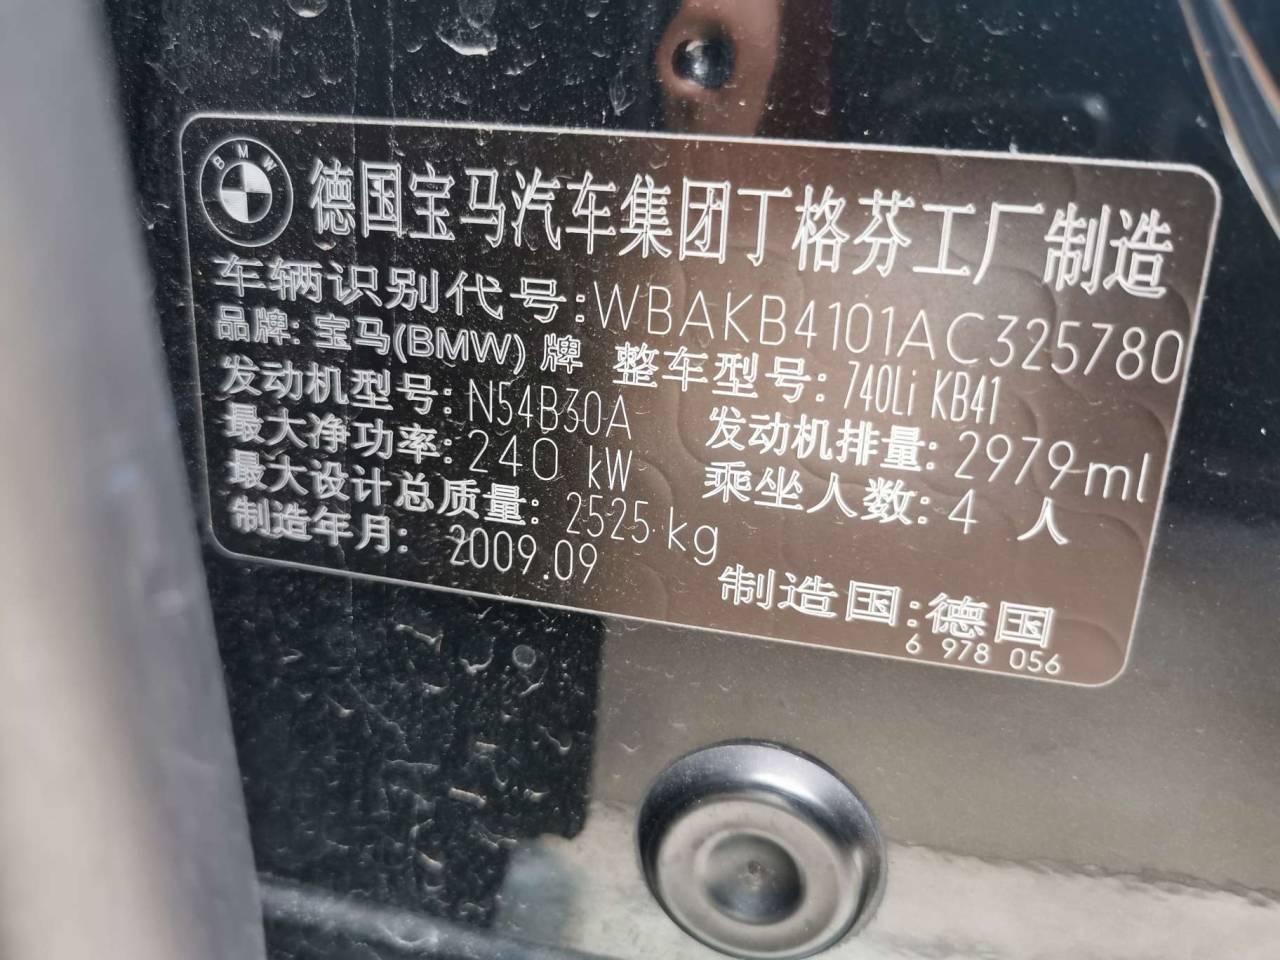 BMW
德国宝马汽车集团丁格芬工厂制造
车辆识别代号:WBAKB4101AC325780
品牌: 宝马(BMW) 牌 整车型号: 740Li KB41
发动机型号: N54B30A 发动机排量: 2979 ml
最大净功率: 240 kW 乘坐人数: 4 人
最大设计总质量: 2525 kg
制造年月: 2009.09 制造国:德国
6 978 056